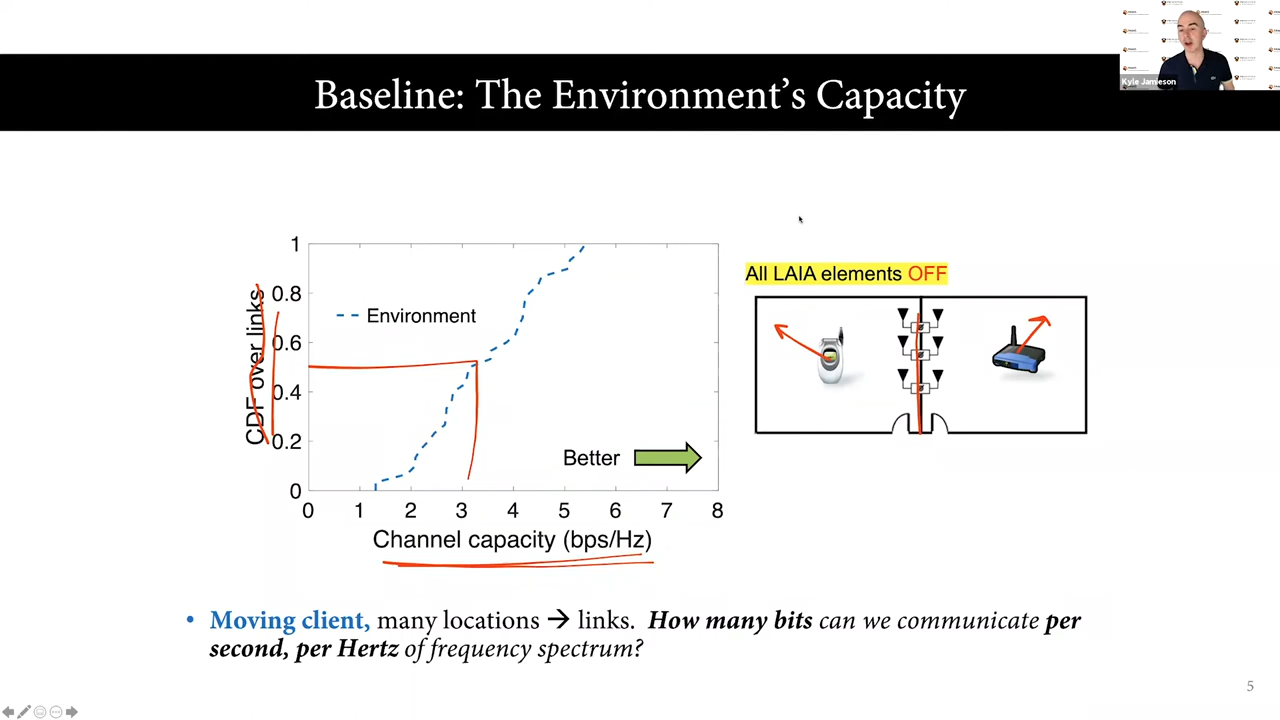 Baseline: The Environment's Capacity
Kyle Jameson
CDF over links
1
0.8
0.6
0.4
0.2
0
Environment
Better
0 1 2 3 4 5 6 7 8
Channel capacity (bps/Hz)
All LAIA elements OFF
• Moving client, many locations → links. How many bits can we communicate per
second, per Hertz of frequency spectrum?
5